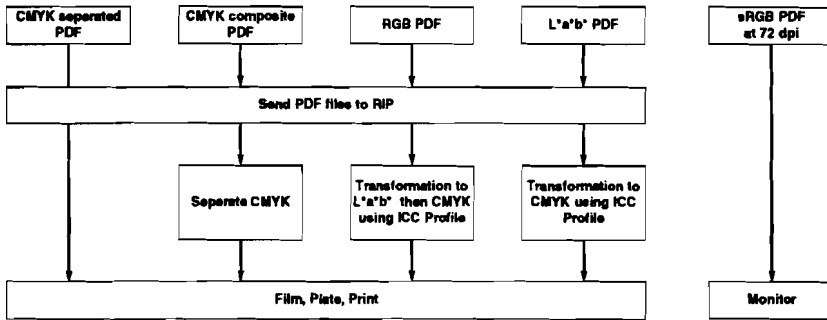 CMYK seperated
PDF
CMYK composite
PDF
RGB PDF
L*a*b* PDF
sRGB PDF
at 72 dpi
Send PDF files to RIP
Seperate CMYK
Transformation to
L*a*b* then CMYK
using ICC Profile
Transformation to
CMYK using ICC
Profile
Film, Plate, Print
Monitor